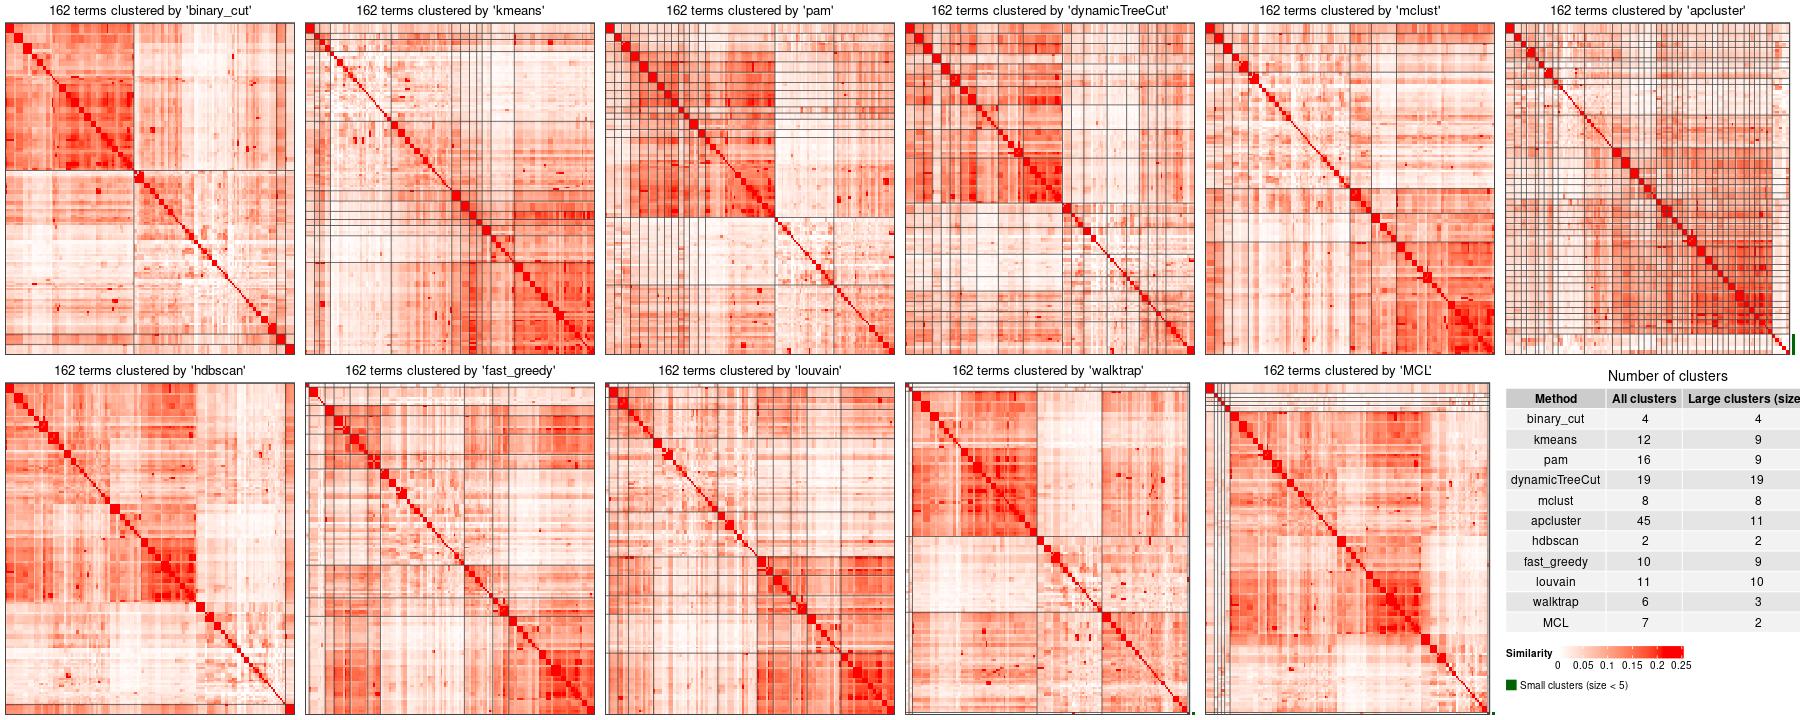 162 terms clustered by 'binary_cut'
162 terms clustered by 'kmeans'
162 terms clustered by 'pam'
162 terms clustered by 'dynamicTreeCut'
162 terms clustered by 'mclust'
162 terms clustered by 'apcluster'
162 terms clustered by 'hdbscan'
162 terms clustered by 'fast_greedy'
162 terms clustered by 'louvain'
162 terms clustered by 'walktrap'
162 terms clustered by 'MCL'
Number of clusters
Method All clusters Large clusters (size
binary_cut 4 4
kmeans 12 9
pam 16 9
dynamicTreeCut 19 19
mclust 8 8
apcluster 45 11
hdbscan 2 2
fast_greedy 10 9
louvain 11 10
walktrap 6 3
MCL 7 2
Similarity
0 0.05 0.1 0.15 0.2 0.25
Small clusters (size < 5)